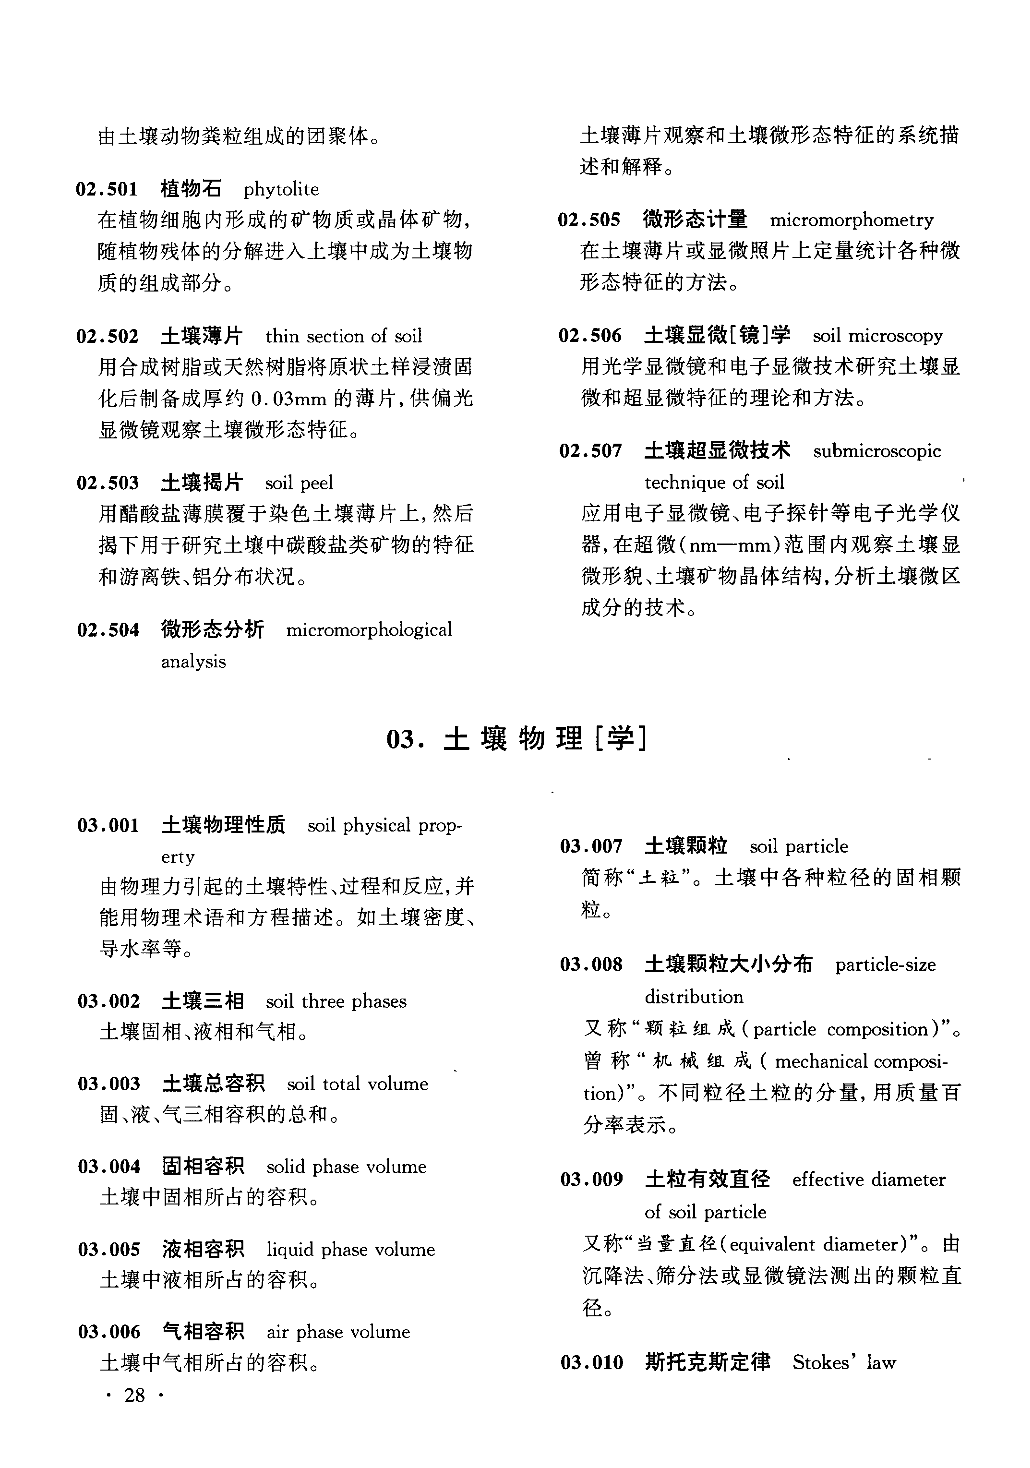 由土壤动物粪粒组成的团聚体。
02.501 植物石 phytolite
在植物细胞内形成的矿物质或晶体矿物,
随植物残体的分解进入土壤中成为土壤物
质的组成部分。
02.502 土壤薄片 thin section of soil
用合成树脂或天然树脂将原状土样浸渍固
化后制备成厚约 0.03mm 的薄片,供偏光
显微镜观察土壤微形态特征。
02.503 土壤揭片 soil peel
用醋酸盐薄膜覆于染色土壤薄片上,然后
揭下用于研究土壤中碳酸盐类矿物的特征
和游离铁、铝分布状况。
02.504 微形态分析 micromorphological
analysis
土壤薄片观察和土壤微形态特征的系统描
述和解释。
02.505 微形态计量 micromorphometry
在土壤薄片或显微照片上定量统计各种微
形态特征的方法。
02.506 土壤显微[镜]学 soil microscopy
用光学显微镜和电子显微技术研究土壤显
微和超显微特征的理论和方法。
02.507 土壤超显微技术 submicroscopic
technique of soil
应用电子显微镜、电子探针等电子光学仪
器,在超微(nm—mm)范围内观察土壤显
微形貌、土壤矿物晶体结构,分析土壤微区
成分的技术。
03. 土壤物理[学]
03.001 土壤物理性质 soil physical prop-
erty
由物理力引起的土壤特性、过程和反应,并
能用物理术语和方程描述。如土壤密度、
导水率等。
03.002 土壤三相 soil three phases
土壤固相、液相和气相。
03.003 土壤总容积 soil total volume
固、液、气三相容积的总和。
03.004 固相容积 solid phase volume
土壤中固相所占的容积。
03.005 液相容积 liquid phase volume
土壤中液相所占的容积。
03.006 气相容积 air phase volume
土壤中气相所占的容积。
03.007 土壤颗粒 soil particle
简称“土粒”。土壤中各种粒径的固相颗
粒。
03.008 土壤颗粒大小分布 particle-size
distribution
又称“颗粒组成(particle composition)”。
曾称“机械组成(mechanical composi-
tion)”。不同粒径土粒的分量,用质量百
分率表示。
03.009 土粒有效直径 effective diameter
of soil particle
又称“当量直径(equivalent diameter)”。由
沉降法、筛分法或显微镜法测出的颗粒直
径。
03.010 斯托克斯定律 Stokes’ law
· 28 ·